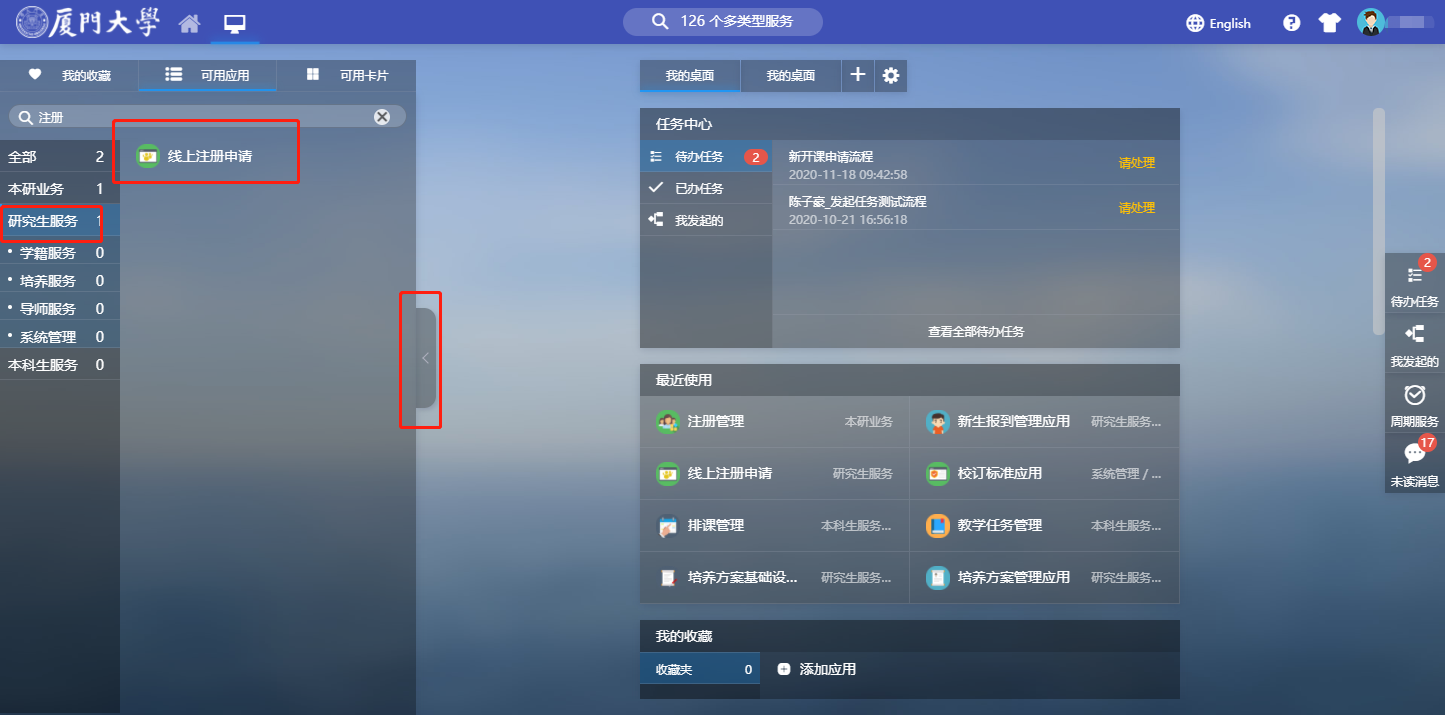 厦門大學
126 个多类型服务
English
我的收藏
可用应用
可用卡片
注册
全部 2
本研业务 1
研究生服务 1
学籍服务 0
培养服务 0
导师服务 0
系统管理 0
本科生服务 0
线上注册申请
我的桌面
我的桌面
任务中心
待办任务 2
已办任务
我发起的
新开课申请流程
2020-11-18 09:42:58
请处理
陈子豪_发起任务测试流程
2020-10-21 16:56:18
请处理
查看全部待办任务
最近使用
注册管理 本研业务
新生报到管理应用 研究生服务...
线上注册申请 研究生服务
校订标准应用 系统管理 / ...
排课管理 本科生服务...
教学任务管理 本科生服务...
培养方案基础设... 研究生服务...
培养方案管理应用 研究生服务...
我的收藏
收藏夹 0
添加应用
2
待办任务
我发起的
周期服务
17
未读消息